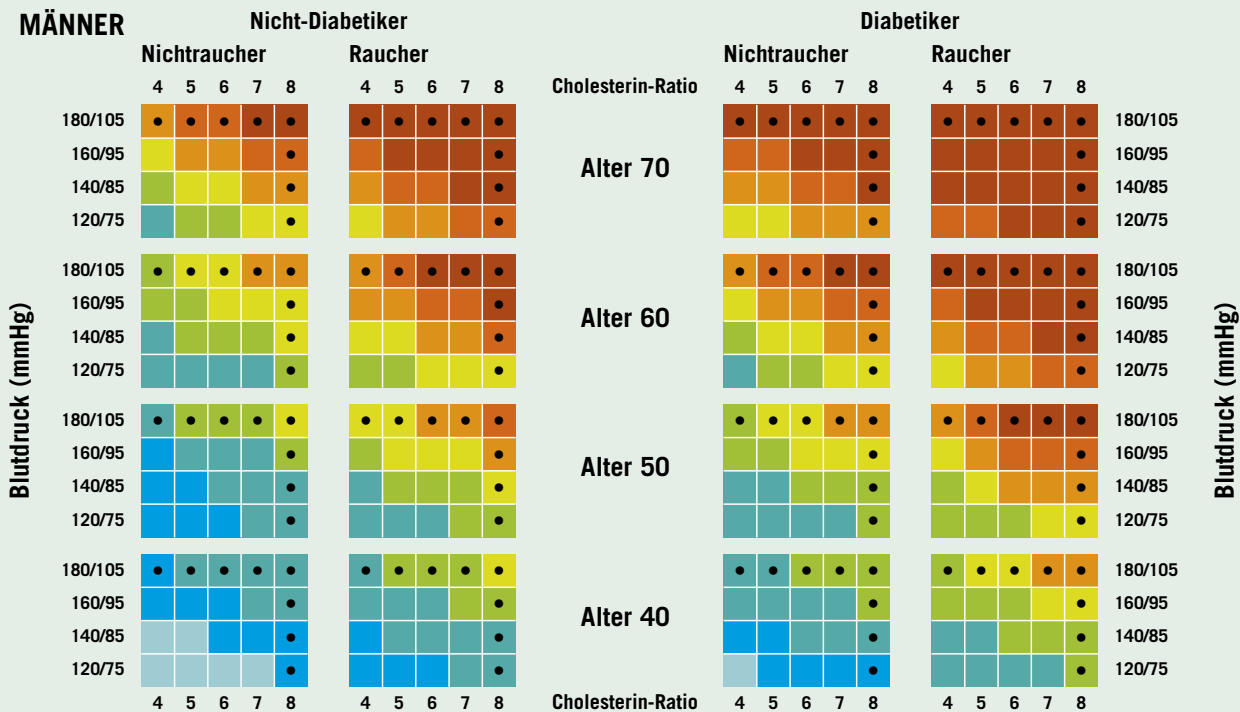 MÄNNER Nicht-Diabetiker Diabetiker
Nichtraucher Raucher Nichtraucher Raucher
4 5 6 7 8 4 5 6 7 8 Cholesterin-Ratio 4 5 6 7 8 4 5 6 7 8
180/105 180/105
160/95 160/95
Alter 70
140/85 140/85
120/75 120/75
180/105 180/105
160/95 160/95
Alter 60
140/85 140/85
120/75 120/75
Blutdruck (mmHg) Blutdruck (mmHg)
180/105 180/105
160/95 160/95
Alter 50
140/85 140/85
120/75 120/75
180/105 180/105
160/95 160/95
Alter 40
140/85 140/85
120/75 120/75
4 5 6 7 8 4 5 6 7 8 Cholesterin-Ratio 4 5 6 7 8 4 5 6 7 8